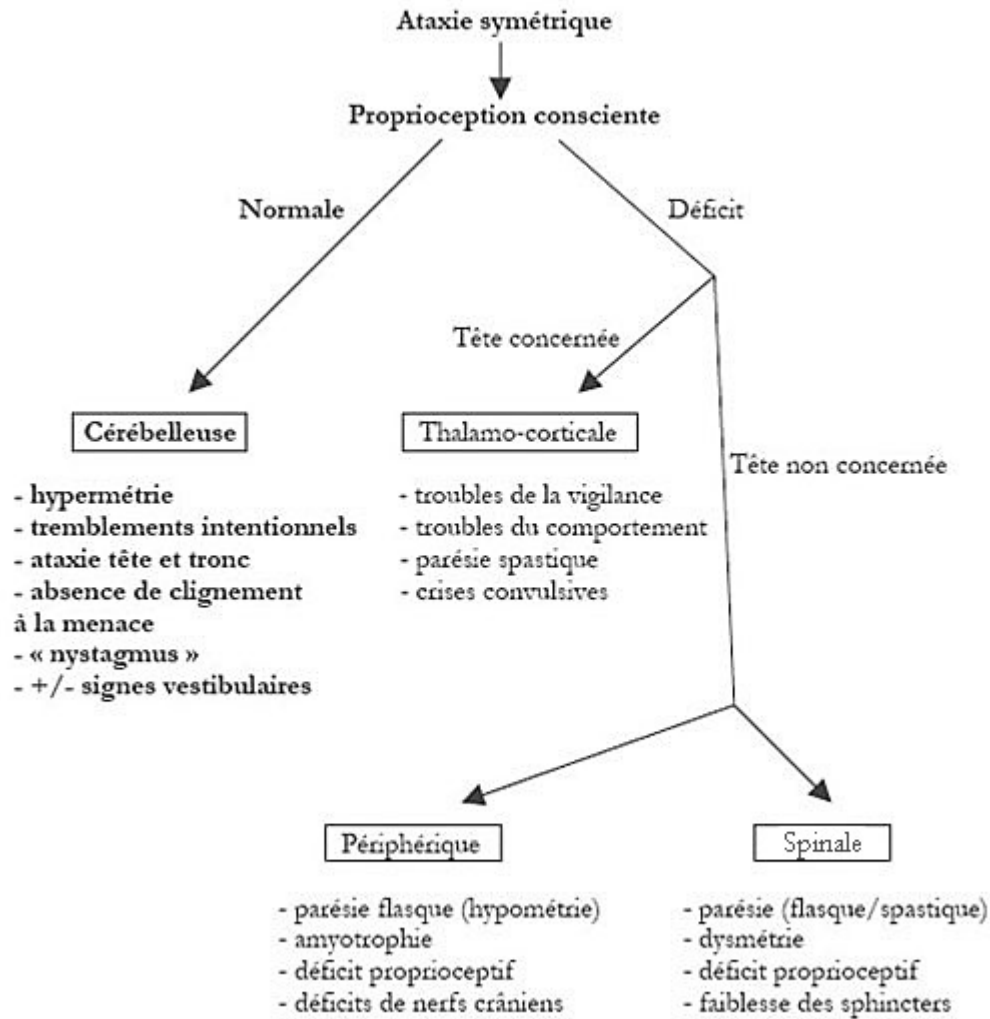 Ataxie symétrique
Proprioception consciente
Normale
Déficit
Tête concernée
Cérébelleuse
Thalamo-corticale
Tête non concernée
- hypermétrie
- tremblements intentionnels
- ataxie tête et tronc
- absence de clignement
à la menace
- « nystagmus »
- +/- signes vestibulaires
- troubles de la vigilance
- troubles du comportement
- parésie spastique
- crises convulsives
Périphérique
Spinale
- parésie flasque (hypométrie)
- amyotrophie
- déficit proprioceptif
- déficits de nerfs crâniens
- parésie (flasque/spastique)
- dysmétrie
- déficit proprioceptif
- faiblesse des sphincters